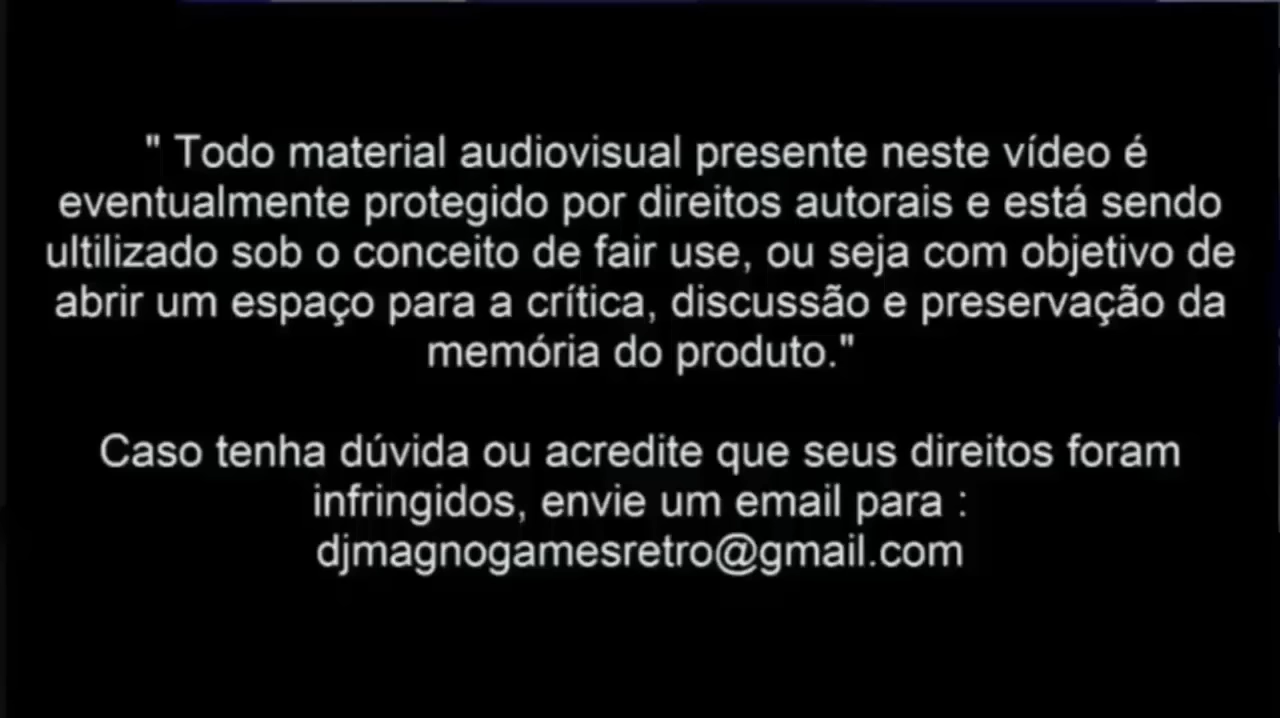 " Todo material audiovisual presente neste vídeo é
eventualmente protegido por direitos autorais e está sendo
ultilizado sob o conceito de fair use, ou seja com objetivo de
abrir um espaço para a crítica, discussão e preservação da
memória do produto."
Caso tenha dúvida ou acredite que seus direitos foram
infringidos, envie um email para :
djmagnogamesretro@gmail.com